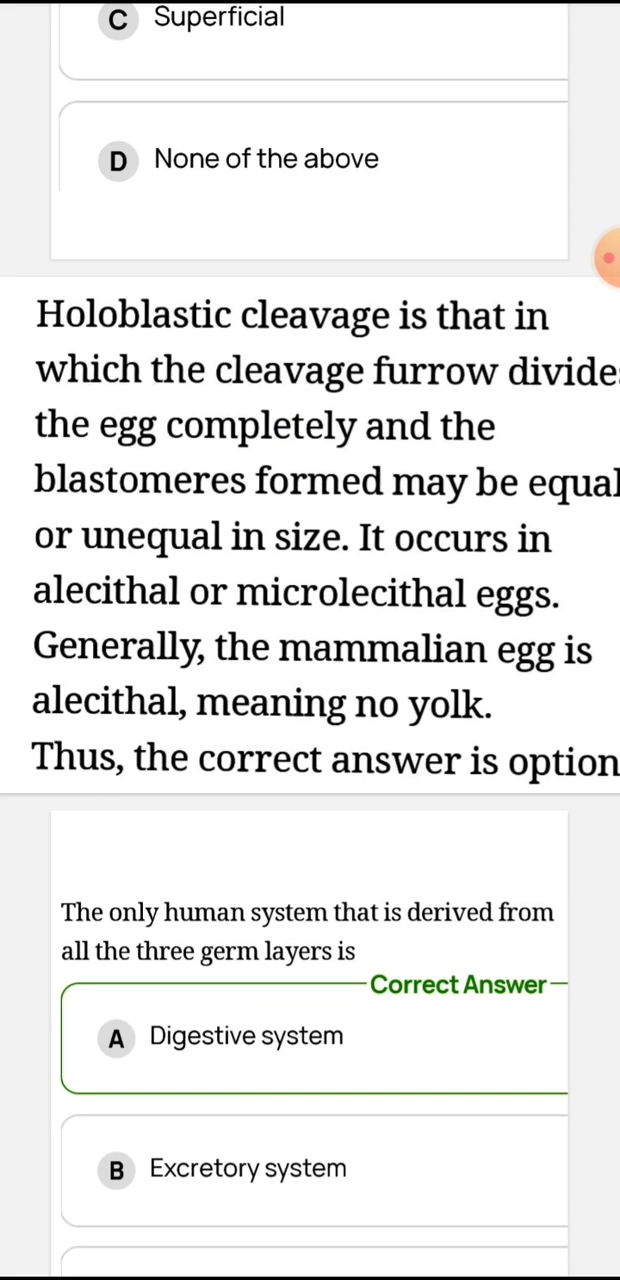 C Superficial
D None of the above
Holoblastic cleavage is that in
which the cleavage furrow divide
the egg completely and the
blastomeres formed may be equal
or unequal in size. It occurs in
alecithal or microlecithal eggs.
Generally, the mammalian egg is
alecithal, meaning no yolk.
Thus, the correct answer is option
The only human system that is derived from
all the three germ layers is
Correct Answer
A Digestive system
B Excretory system